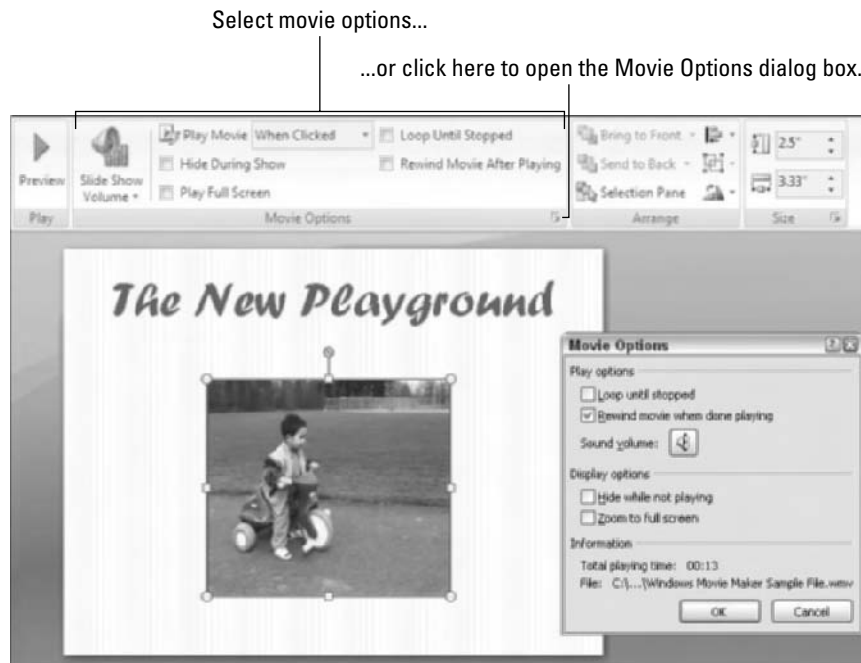 Select movie options...
...or click here to open the Movie Options dialog box.
Preview
Play
Slide Show
Volume
Play Movie When Clicked
Hide During Show
Play Full Screen
Loop Until Stopped
Rewind Movie After Playing
Movie Options
Bring to Front
Send to Back
Selection Pane
Arrange
2.5"
3.33"
Size
The New Playground
Movie Options
Play options
Loop until stopped
Rewind movie when done playing
Sound volume:
Display options
Hide while not playing
Zoom to full screen
Information
Total playing time: 00:13
File: C:\...\Windows Movie Maker Sample File.wmv
OK
Cancel